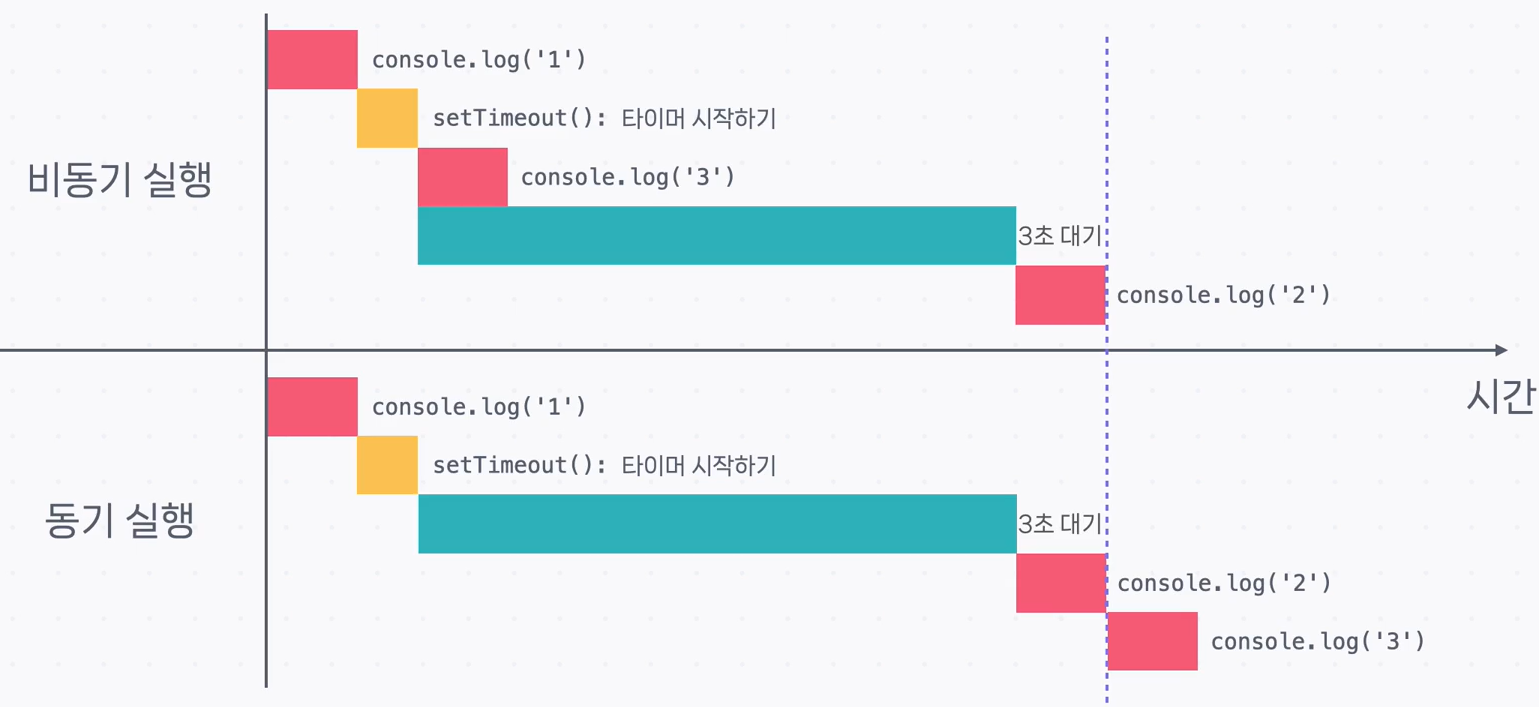 console.log('1')
setTimeout(): 타이머 시작하기
비동기 실행
console.log('3')
3초 대기
console.log('2')
시간
console.log('1')
setTimeout(): 타이머 시작하기
동기 실행
3초 대기
console.log('2')
console.log('3')